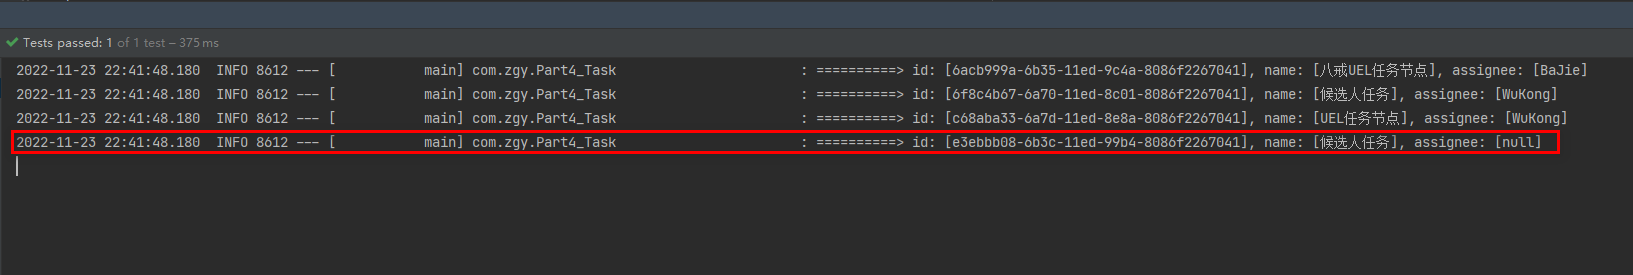 Tests passed: 1 of 1 test – 375 ms
2022-11-23 22:41:48.180  INFO 8612 --- [           main] com.zgy.Part4_Task                       : ==========> id: [6acb999a-6b35-11ed-9c4a-8086f2267041], name: [八戒UEL任务节点], assignee: [BaJie]
2022-11-23 22:41:48.180  INFO 8612 --- [           main] com.zgy.Part4_Task                       : ==========> id: [6f8c4b67-6a70-11ed-8c01-8086f2267041], name: [候选人任务], assignee: [WuKong]
2022-11-23 22:41:48.180  INFO 8612 --- [           main] com.zgy.Part4_Task                       : ==========> id: [c68aba33-6a7d-11ed-8e8a-8086f2267041], name: [UEL任务节点], assignee: [WuKong]
2022-11-23 22:41:48.180  INFO 8612 --- [           main] com.zgy.Part4_Task                       : ==========> id: [e3ebbb08-6b3c-11ed-99b4-8086f2267041], name: [候选人任务], assignee: [null]